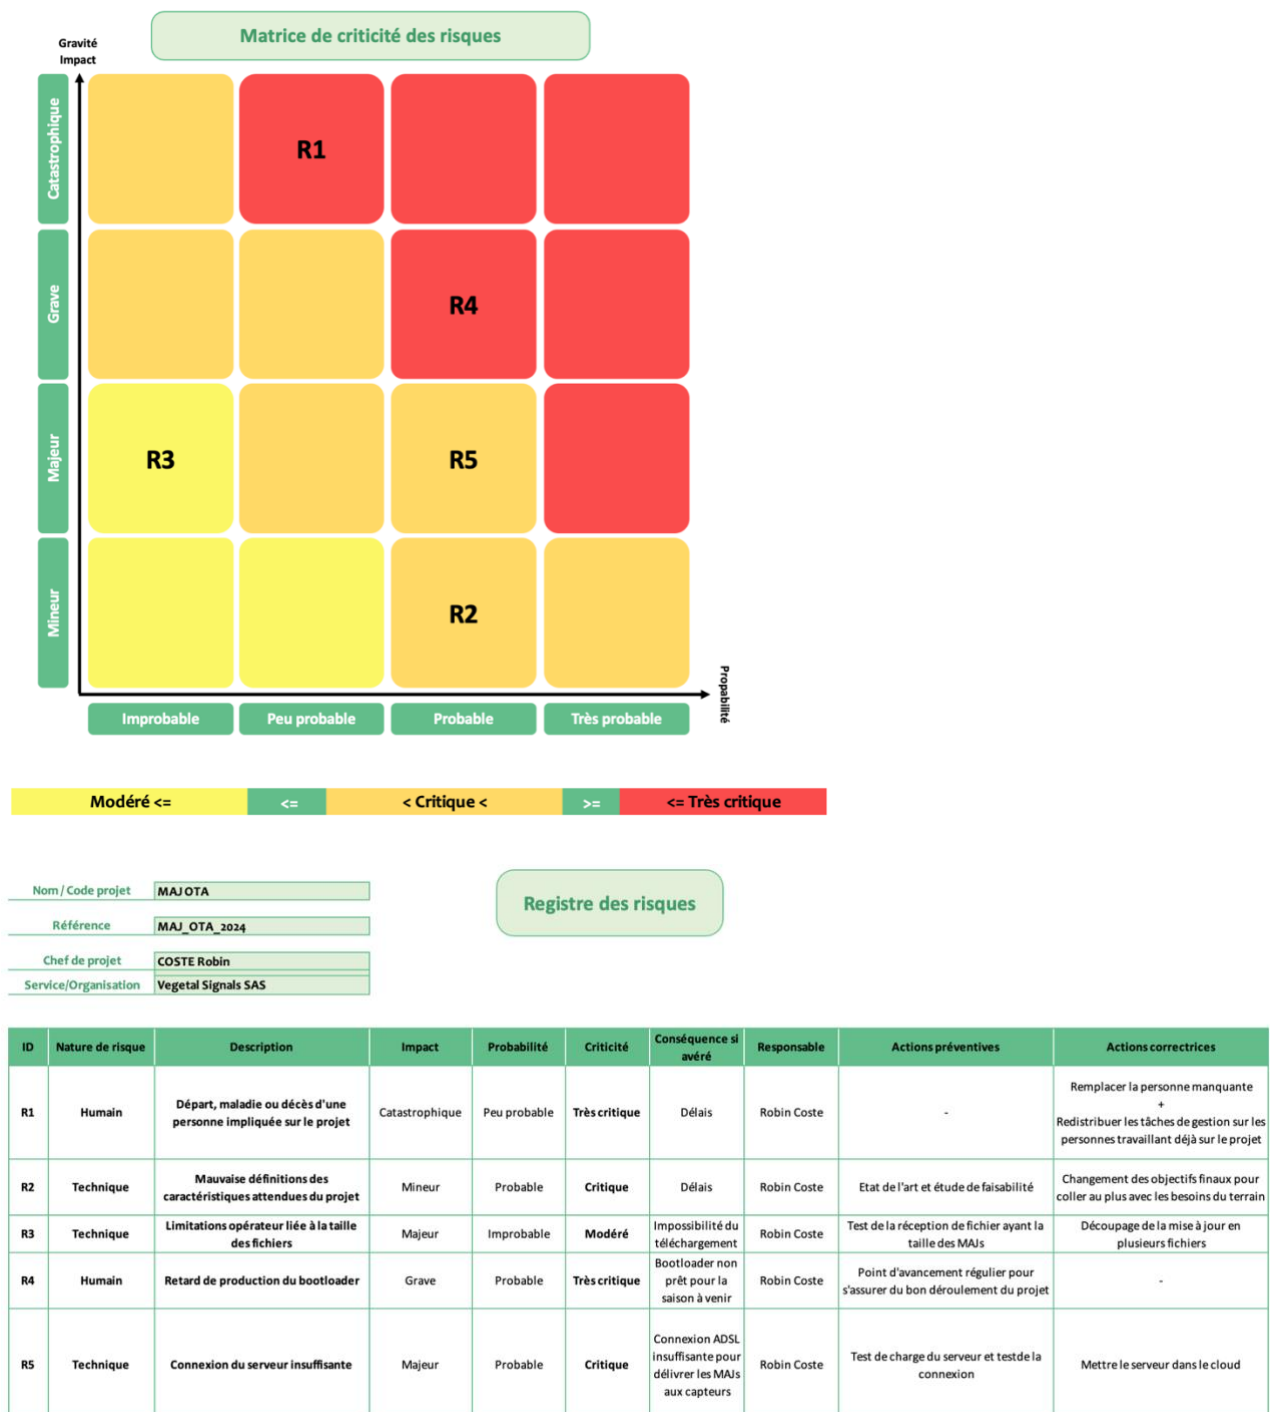 Matrice de criticité des risques
Gravité
Impact
Catastrophique
R1
Grave
R4
Majeur
R3
R5
Mineur
R2
Propabilité
Improbable
Peu probable
Probable
Très probable
Modéré <=
<=
< Critique <
>=
<= Très critique
Nom / Code projet
MAJ OTA
Registre des risques
Référence
MAJ_OTA_2024
Chef de projet
COSTE Robin
Service/Organisation
Vegetal Signals SAS
ID
Nature de risque
Description
Impact
Probabilité
Criticité
Conséquence si
avéré
Responsable
Actions préventives
Actions correctrices
R1
Humain
Départ, maladie ou décès d'une
personne impliquée sur le projet
Catastrophique
Peu probable
Très critique
Délais
Robin Coste
-
Remplacer la personne manquante
+
Redistribuer les tâches de gestion sur les
personnes travaillant déjà sur le projet
R2
Technique
Mauvaise définitions des
caractéristiques attendues du projet
Mineur
Probable
Critique
Délais
Robin Coste
Etat de l'art et étude de faisabilité
Changement des objectifs finaux pour
coller au plus avec les besoins du terrain
R3
Technique
Limitations opérateur liée à la taille
des fichiers
Majeur
Improbable
Modéré
Impossibilité du
téléchargement
Robin Coste
Test de la réception de fichier ayant la
taille des MAJs
Découpage de la mise à jour en
plusieurs fichiers
R4
Humain
Retard de production du bootloader
Grave
Probable
Très critique
Bootloader non
prêt pour la
saison à venir
Robin Coste
Point d'avancement régulier pour
s'assurer du bon déroulement du projet
-
R5
Technique
Connexion du serveur insuffisante
Majeur
Probable
Critique
Connexion ADSL
insuffisante pour
délivrer les MAJs
aux capteurs
Robin Coste
Test de charge du serveur et testde la
connexion
Mettre le serveur dans le cloud